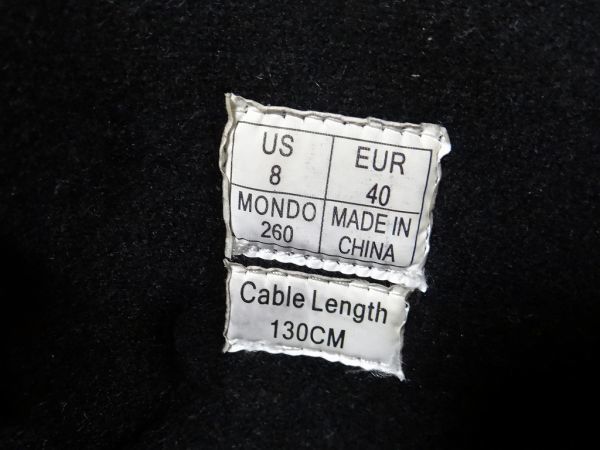 US
8
EUR
40
MONDO
260
MADE IN
CHINA
Cable Length
130CM